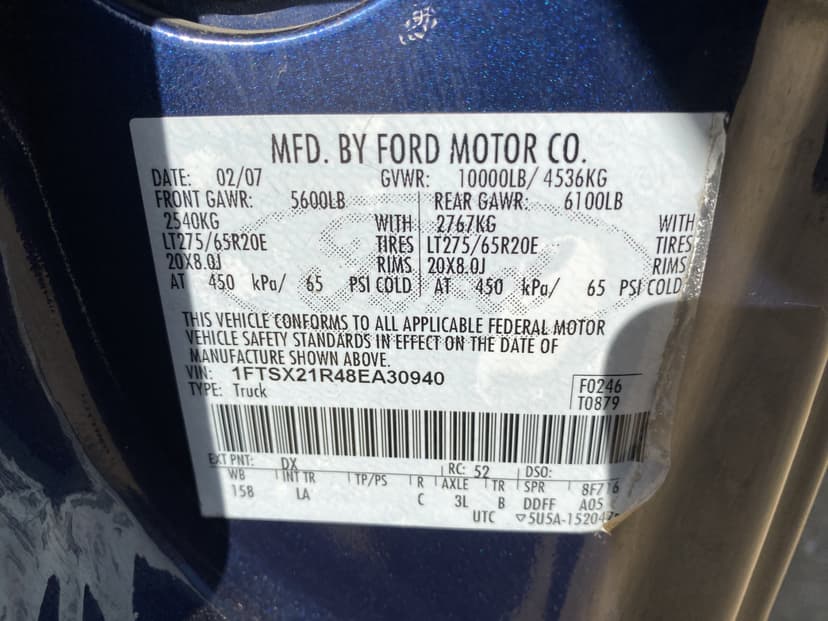 MFD. BY FORD MOTOR CO.
DATE: 02/07 GVWR: 10000LB/ 4536KG
FRONT GAWR: 5600LB REAR GAWR: 6100LB
2540KG WITH 2767KG WITH
LT275/65R20E TIRES LT275/65R20E TIRES
20X8.0J RIMS 20X8.0J RIMS
AT 450 kPa/ 65 PSI COLD AT 450 kPa/ 65 PSI COLD
THIS VEHICLE CONFORMS TO ALL APPLICABLE FEDERAL MOTOR
VEHICLE SAFETY STANDARDS IN EFFECT ON THE DATE OF
MANUFACTURE SHOWN ABOVE.
VIN: 1FTSX21R48EA30940
TYPE: Truck
F0246
T0879
EXT PNT: DX RC: 52 DSO:
WB INT TR TP/PS R AXLE TR SPR 8F716
158 LA C 3L B DDFF A05
UTC ▽5U5A-15204